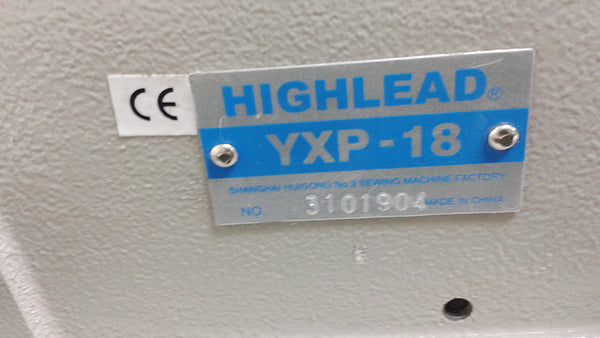 CE
HIGHLEAD®
YXP-18
SHANGHAI HUIGONG No 3 SEWING MACHINE FACTORY
NO 3101904 MADE IN CHINA